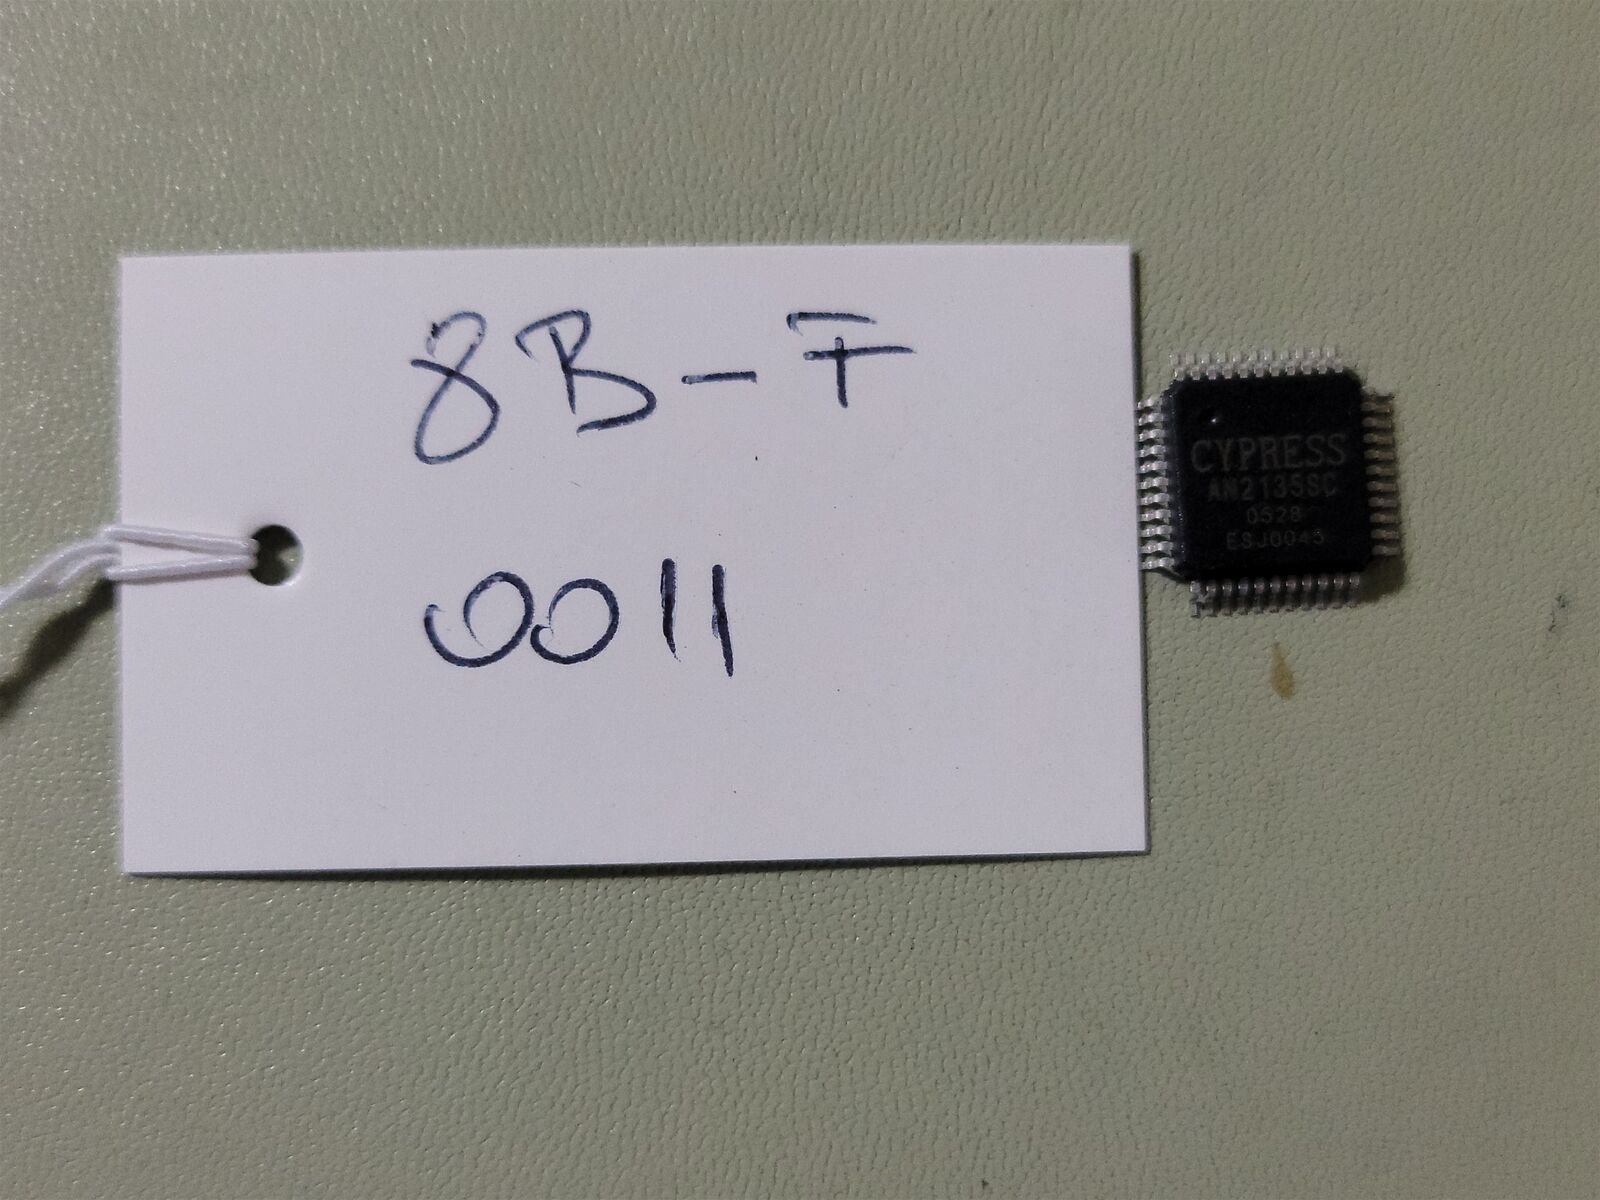 8B-F
0011
CYPRESS
AN2135SC
0528
ESJ0045